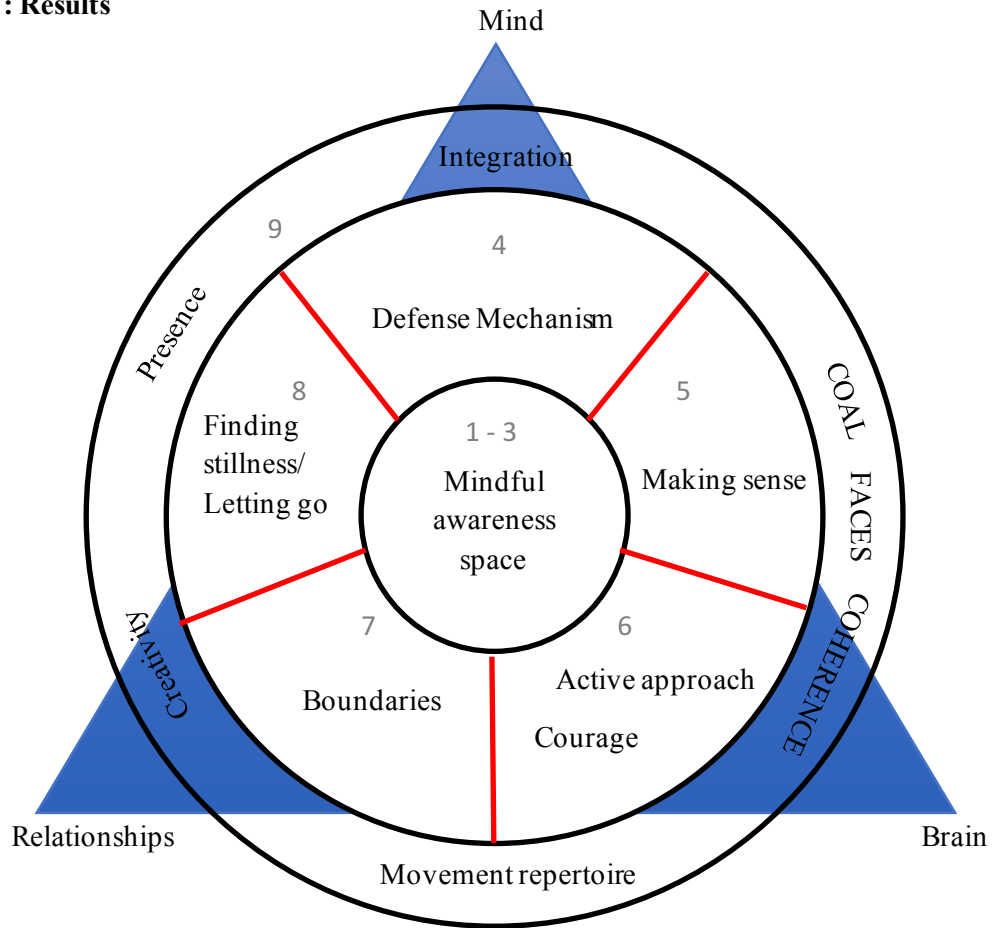 : Results
Mind
Integration
9
4
Defense Mechanism
Presence
8
5
COAL FACES COHERENCE
Finding
stillness/
Letting go
1 - 3
Mindful
awareness
space
Making sense
7
6
Creativity
Active approach
Boundaries
Courage
Relationships
Brain
Movement repertoire